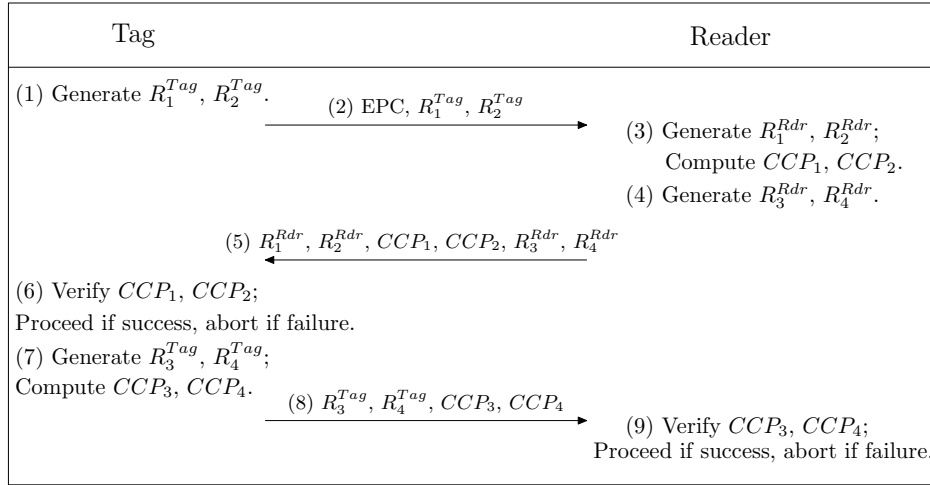 Tag Reader
(1) Generate $R_1^{Tag}$, $R_2^{Tag}$.
(2) EPC, $R_1^{Tag}$, $R_2^{Tag}$
(3) Generate $R_1^{Rdr}$, $R_2^{Rdr}$;
Compute $CCP_1$, $CCP_2$.
(4) Generate $R_3^{Rdr}$, $R_4^{Rdr}$.
(5) $R_1^{Rdr}$, $R_2^{Rdr}$, $CCP_1$, $CCP_2$, $R_3^{Rdr}$, $R_4^{Rdr}$
(6) Verify $CCP_1$, $CCP_2$;
Proceed if success, abort if failure.
(7) Generate $R_3^{Tag}$, $R_4^{Tag}$;
Compute $CCP_3$, $CCP_4$.
(8) $R_3^{Tag}$, $R_4^{Tag}$, $CCP_3$, $CCP_4$
(9) Verify $CCP_3$, $CCP_4$;
Proceed if success, abort if failure.